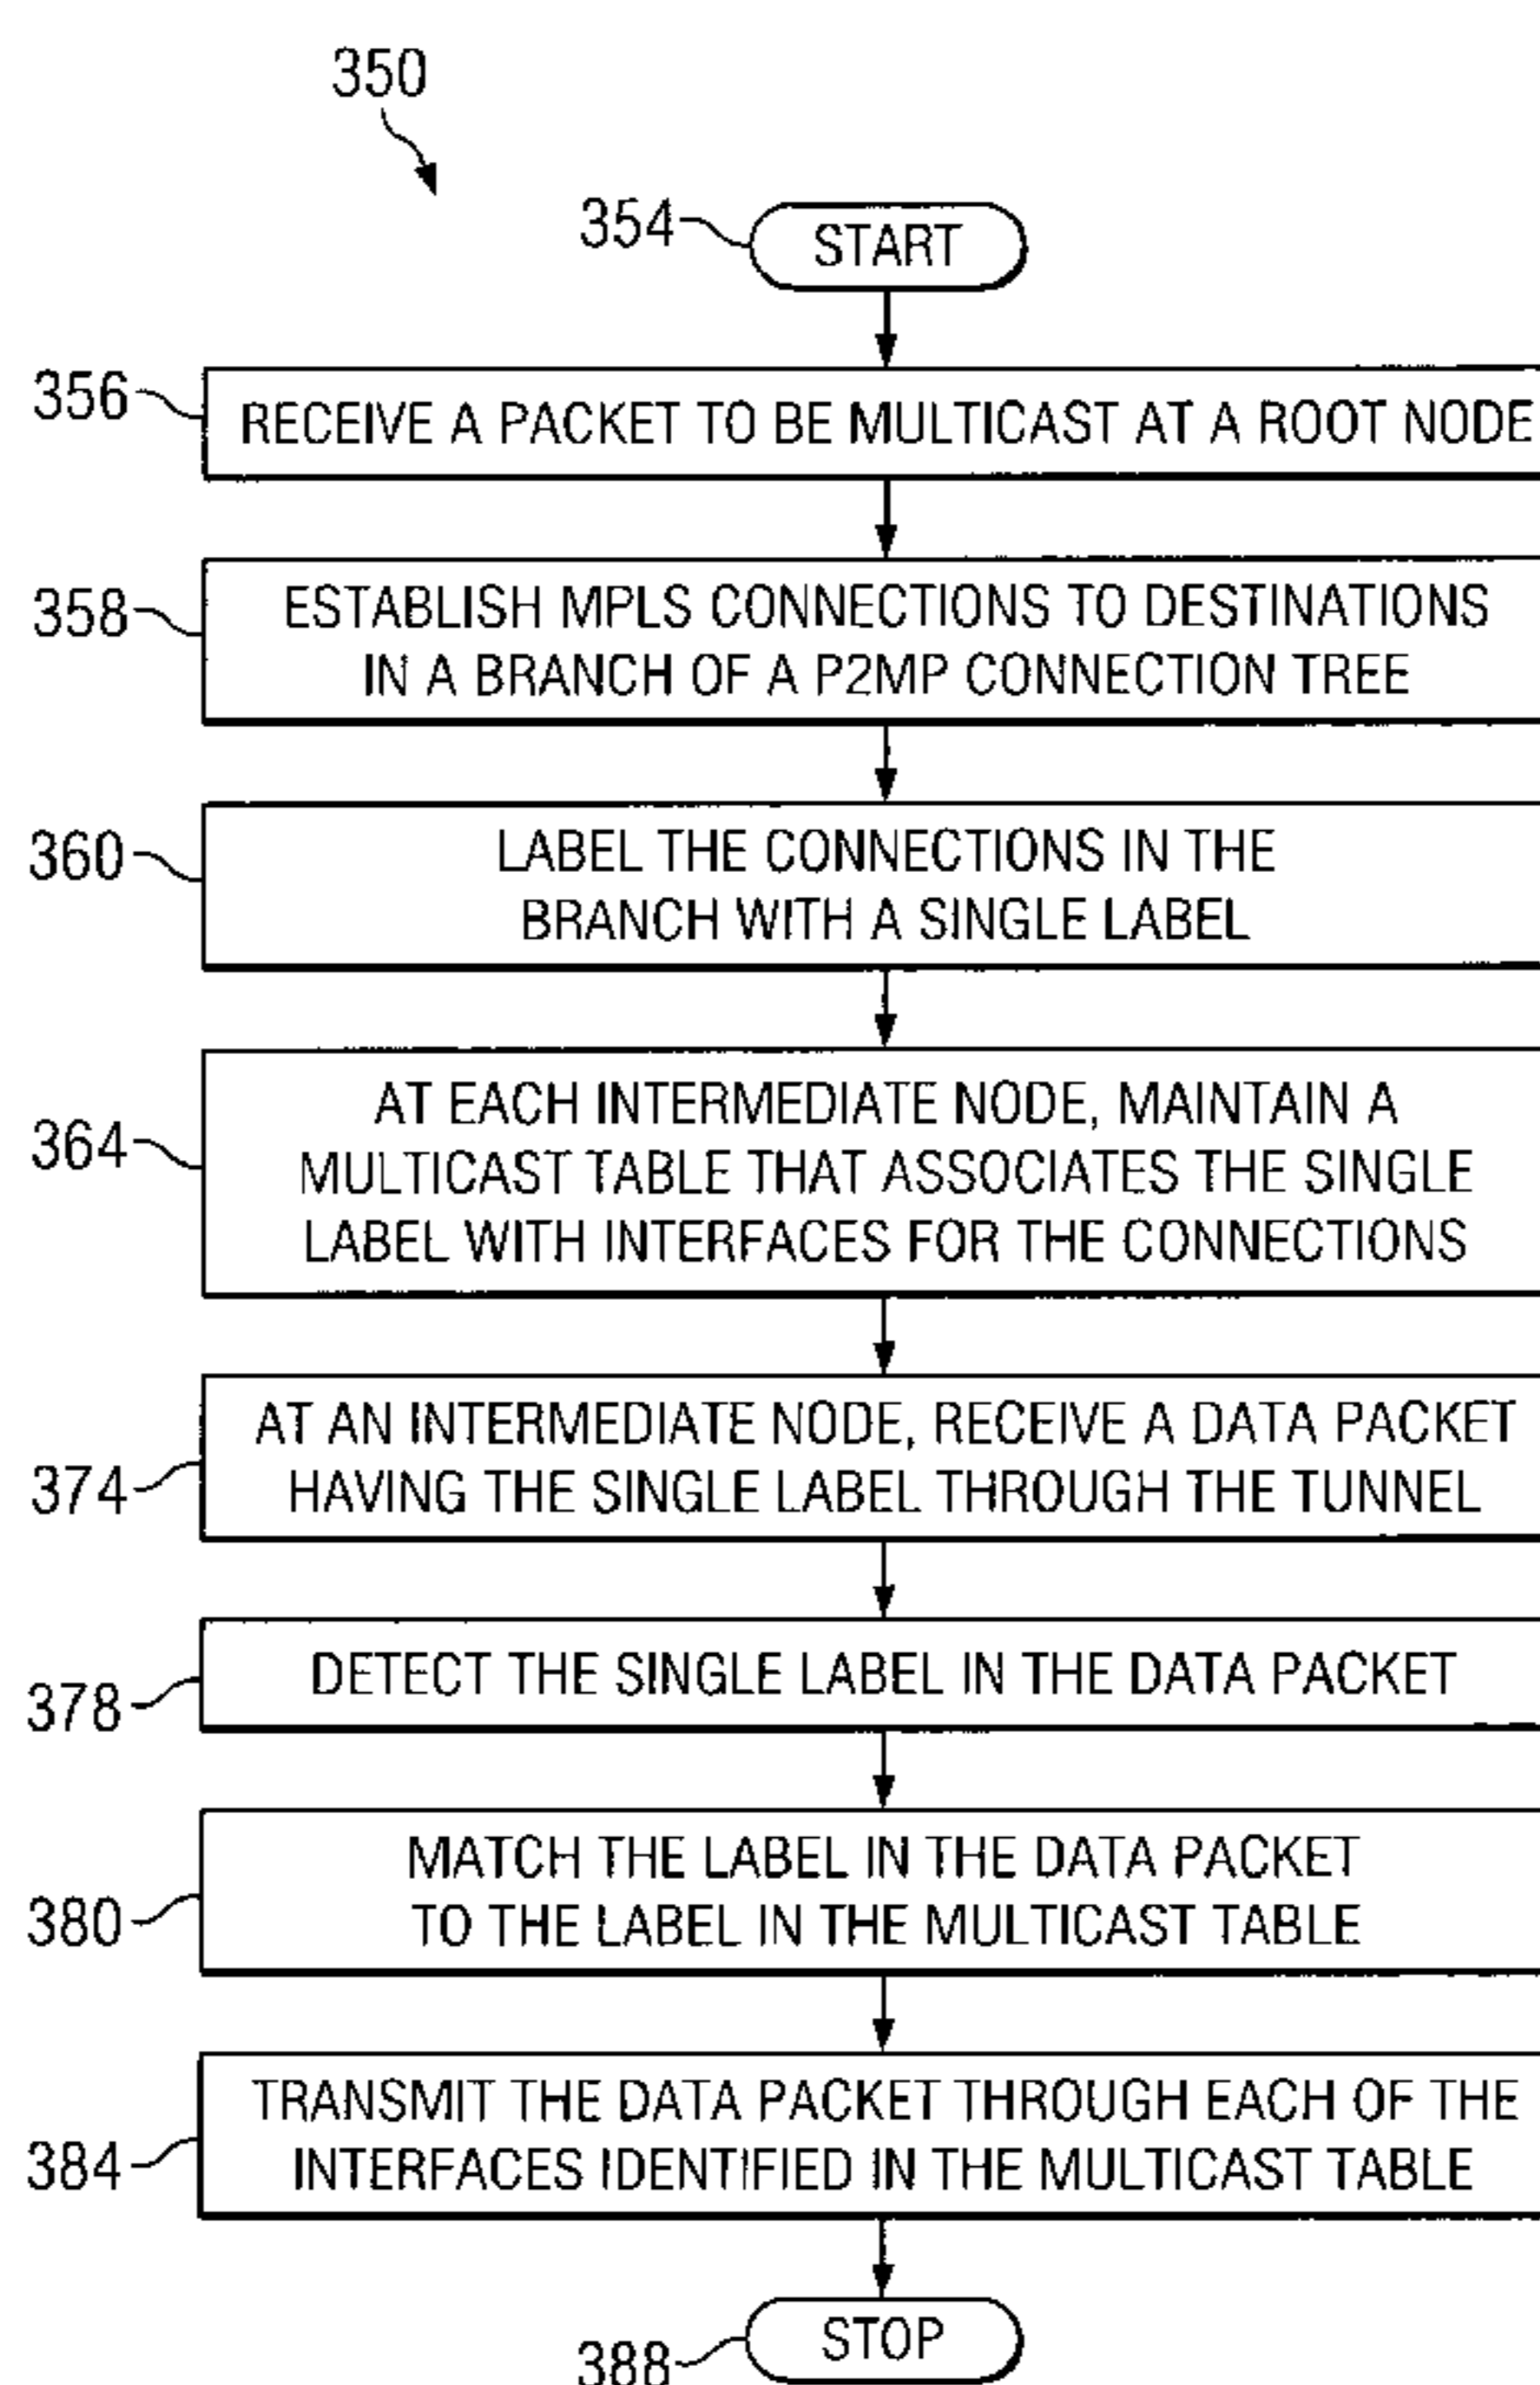 350
354
START
356
RECEIVE A PACKET TO BE MULTICAST AT A ROOT NODE
358
ESTABLISH MPLS CONNECTIONS TO DESTINATIONS
IN A BRANCH OF A P2MP CONNECTION TREE
360
LABEL THE CONNECTIONS IN THE
BRANCH WITH A SINGLE LABEL
364
AT EACH INTERMEDIATE NODE, MAINTAIN A
MULTICAST TABLE THAT ASSOCIATES THE SINGLE
LABEL WITH INTERFACES FOR THE CONNECTIONS
374
AT AN INTERMEDIATE NODE, RECEIVE A DATA PACKET
HAVING THE SINGLE LABEL THROUGH THE TUNNEL
378
DETECT THE SINGLE LABEL IN THE DATA PACKET
380
MATCH THE LABEL IN THE DATA PACKET
TO THE LABEL IN THE MULTICAST TABLE
384
TRANSMIT THE DATA PACKET THROUGH EACH OF THE
INTERFACES IDENTIFIED IN THE MULTICAST TABLE
388
STOP